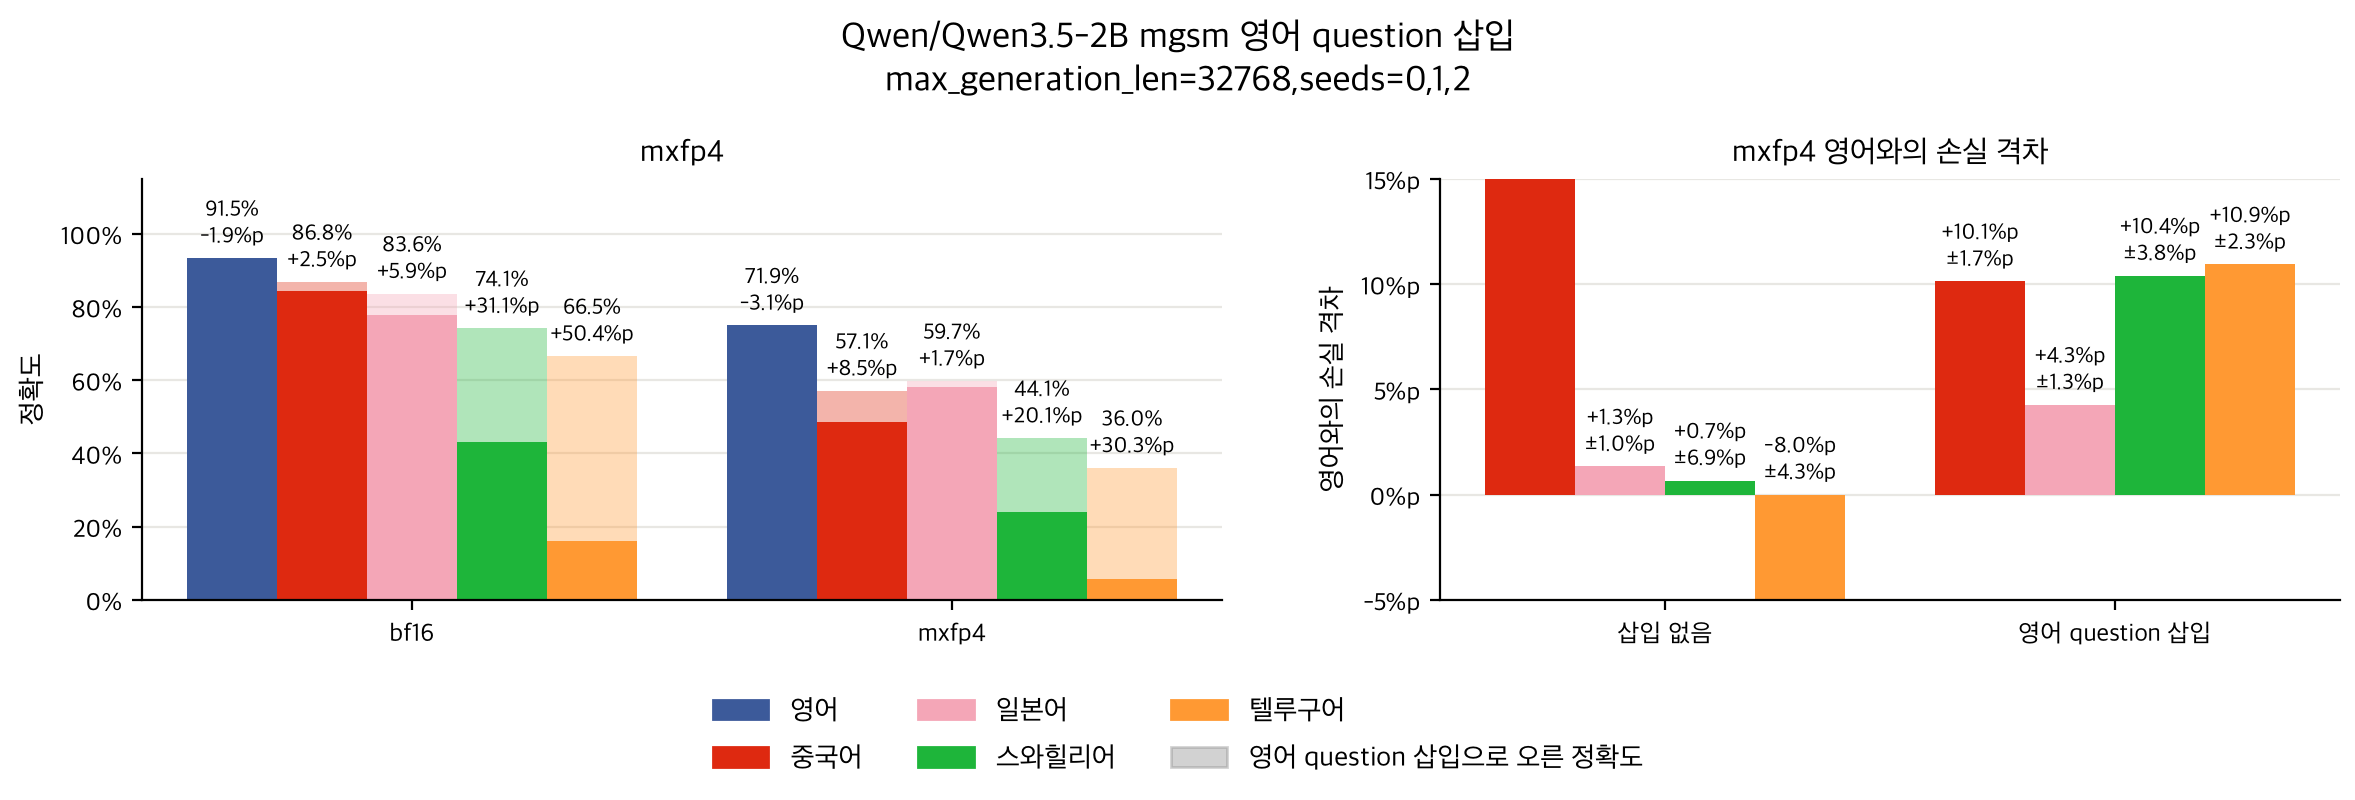 Qwen/Qwen3.5-2B mgsm 영어 question 삽입
max_generation_len=32768,seeds=0,1,2
mxfp4
정확도
100%
80%
60%
40%
20%
0%
91.5%
-1.9%p
86.8%
+2.5%p
83.6%
+5.9%p
74.1%
+31.1%p
66.5%
+50.4%p
71.9%
-3.1%p
57.1%
+8.5%p
59.7%
+1.7%p
44.1%
+20.1%p
36.0%
+30.3%p
bf16
mxfp4
mxfp4 영어와의 손실 격차
영어와의 손실 격차
15%p
10%p
5%p
0%p
-5%p
+1.3%p
±1.0%p
+0.7%p
±6.9%p
-8.0%p
±4.3%p
+10.1%p
±1.7%p
+4.3%p
±1.3%p
+10.4%p
±3.8%p
+10.9%p
±2.3%p
삽입 없음
영어 question 삽입
영어
중국어
일본어
스와힐리어
텔루구어
영어 question 삽입으로 오른 정확도